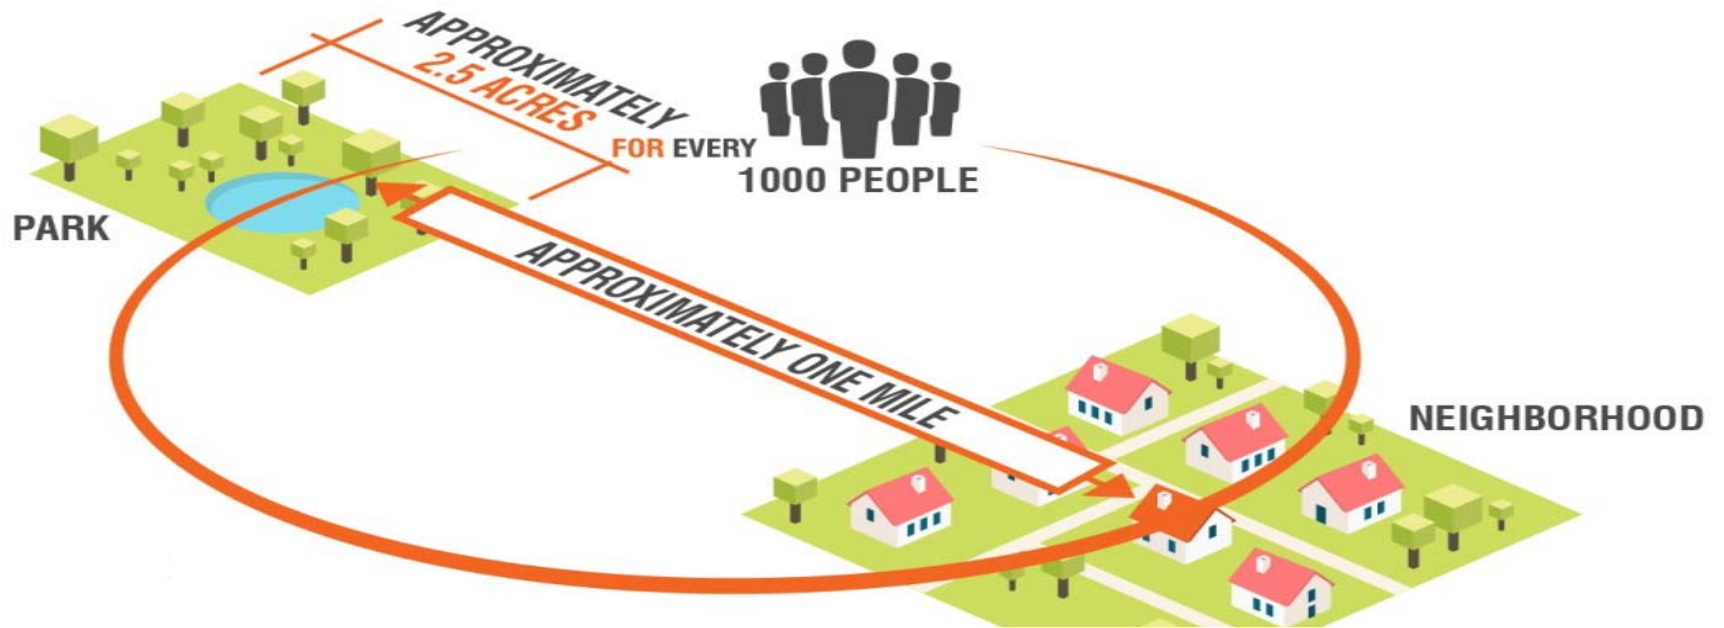 APPROXIMATELY
2.5 ACRES
FOR EVERY
1000 PEOPLE
PARK
APPROXIMATELY ONE MILE
NEIGHBORHOOD